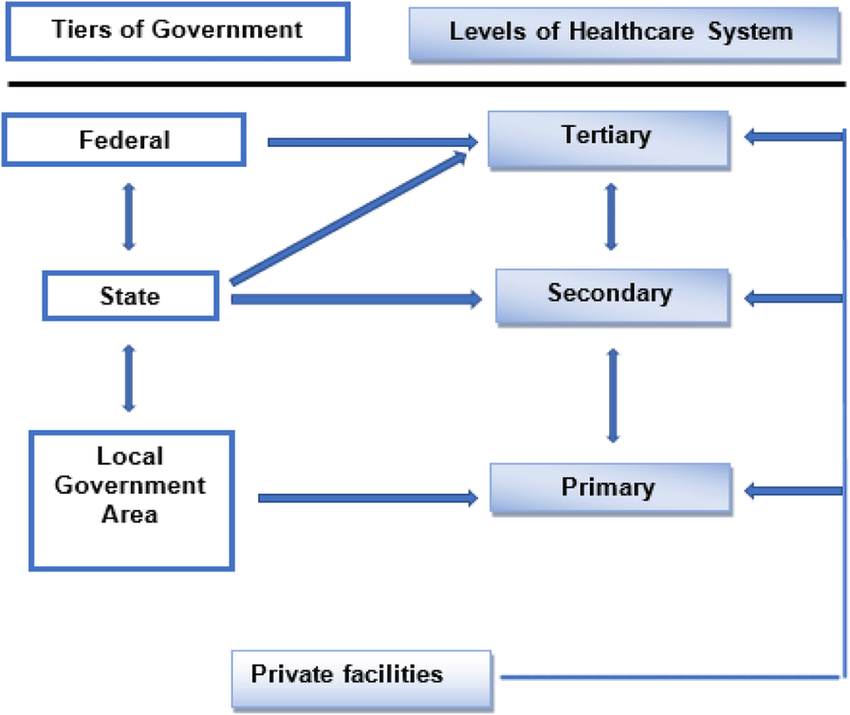 Tiers of Government
Levels of Healthcare System
Federal
Tertiary
State
Secondary
Local
Government
Area
Primary
Private facilities